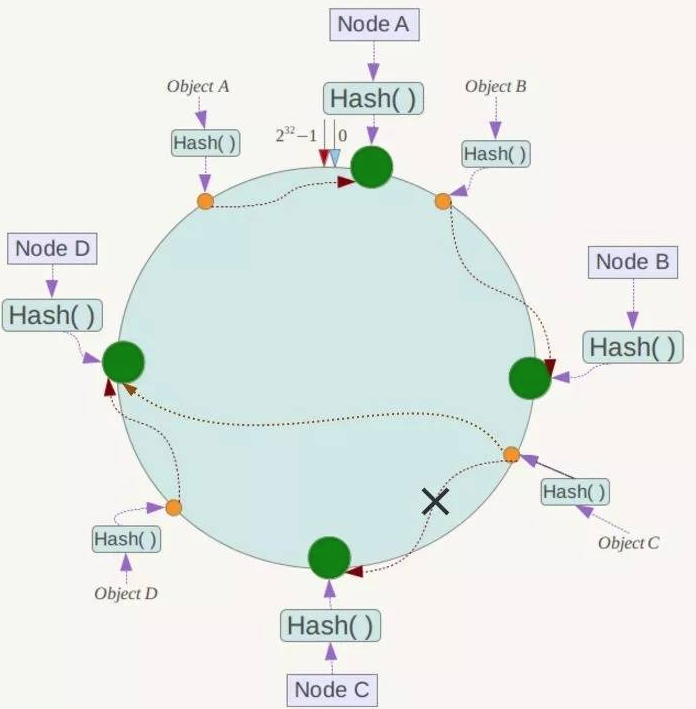 Node A
Object A
Hash( )
Object B
2³²−1
0
Hash( )
Hash( )
Node D
Node B
Hash( )
Hash( )
Hash( )
Object C
Hash( )
Object D
Hash( )
Node C